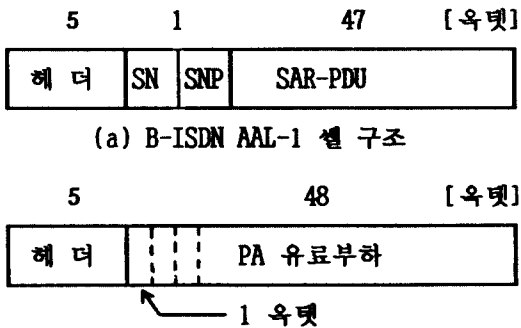 5 1 47 [옥텟]
헤 더 SN SNP SAR-PDU
(a) B-ISDN AAL-1 셀 구조
5 48 [옥텟]
헤 더 PA 유료부하
1 옥텟